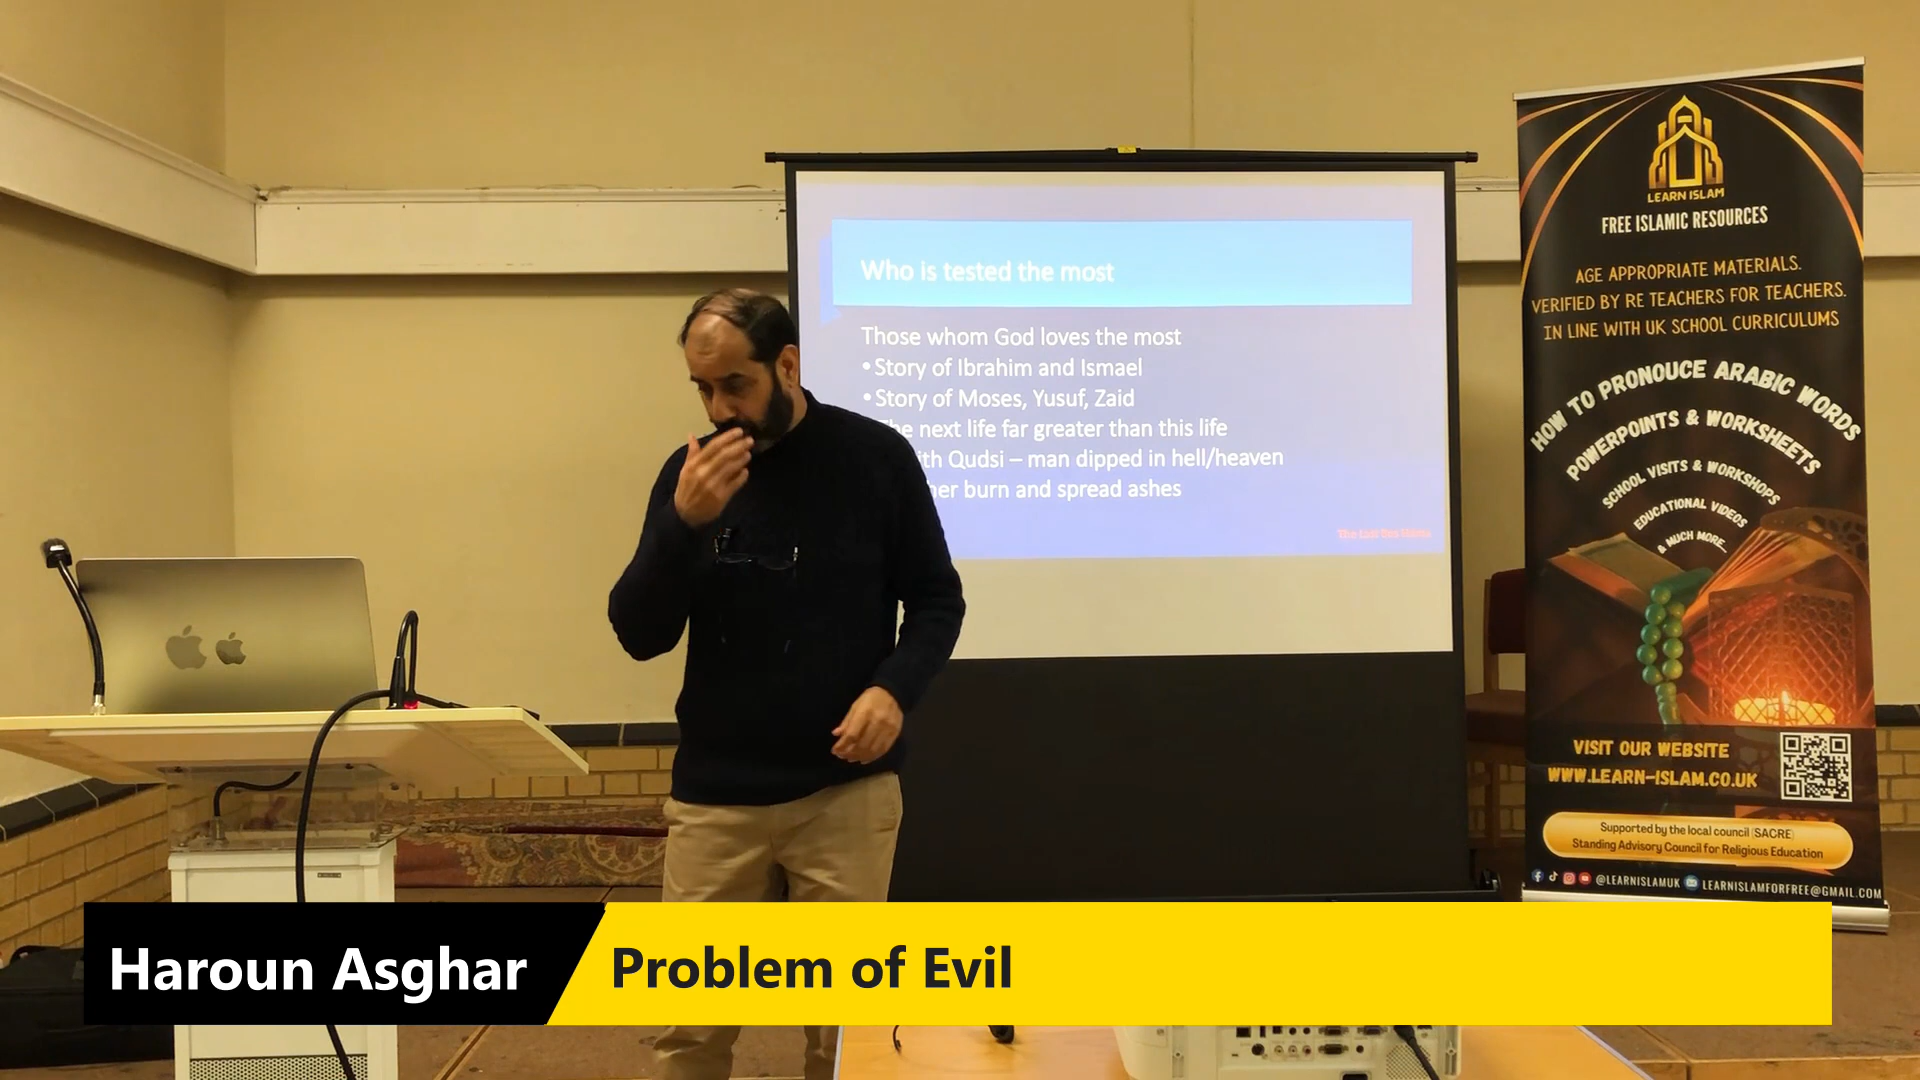 Who is tested the most
Those whom God loves the most
• Story of Ibrahim and Ismael
• Story of Moses, Yusuf, Zaid
next life far greater than this life
Qudsi – man dipped in hell/heaven
burn and spread ashes
LEARN ISLAM
FREE ISLAMIC RESOURCES
AGE APPROPRIATE MATERIALS.
VERIFIED BY RE TEACHERS FOR TEACHERS.
IN LINE WITH UK SCHOOL CURRICULUMS
HOW TO PRONOUCE ARABIC WORDS
POWERPOINTS & WORKSHEETS
SCHOOL VISITS & WORKSHOPS
EDUCATIONAL VIDEOS
& MUCH MORE...
VISIT OUR WEBSITE
WWW.LEARN-ISLAM.CO.UK
Supported by the local council (SACRE)
Standing Advisory Council for Religious Education
@LEARNISLAMUK LEARNISLAMFORFREE@GMAIL.COM
Haroun Asghar
Problem of Evil